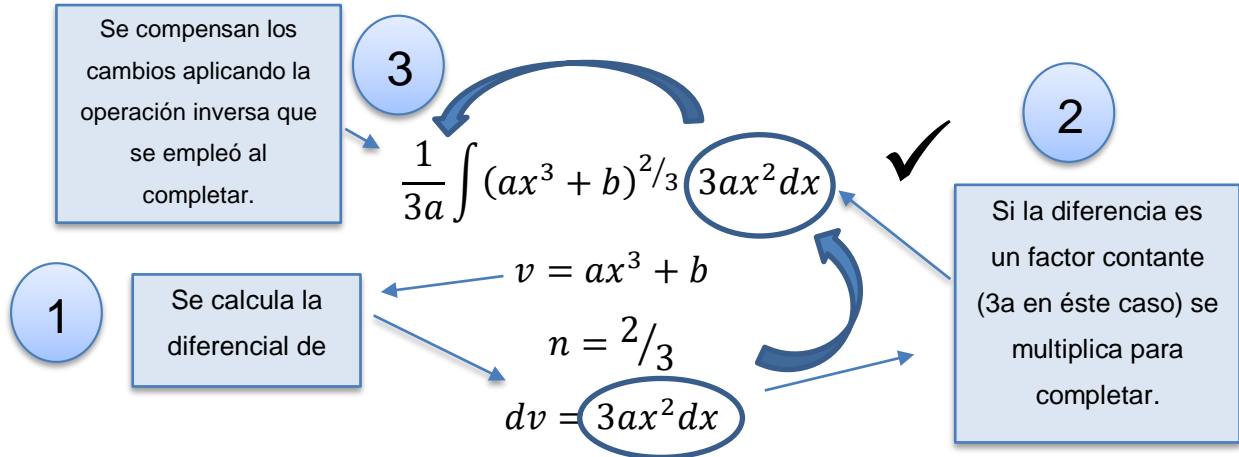 Se compensan los
cambios aplicando la
operación inversa que
se empleó al
completar.
3
2
1/3a ∫(ax³ + b)^2/3 3ax²dx
✓
Si la diferencia es
un factor contante
(3a en éste caso) se
multiplica para
completar.
1
Se calcula la
diferencial de
v = ax³ + b
n = 2/3
dv = 3ax²dx